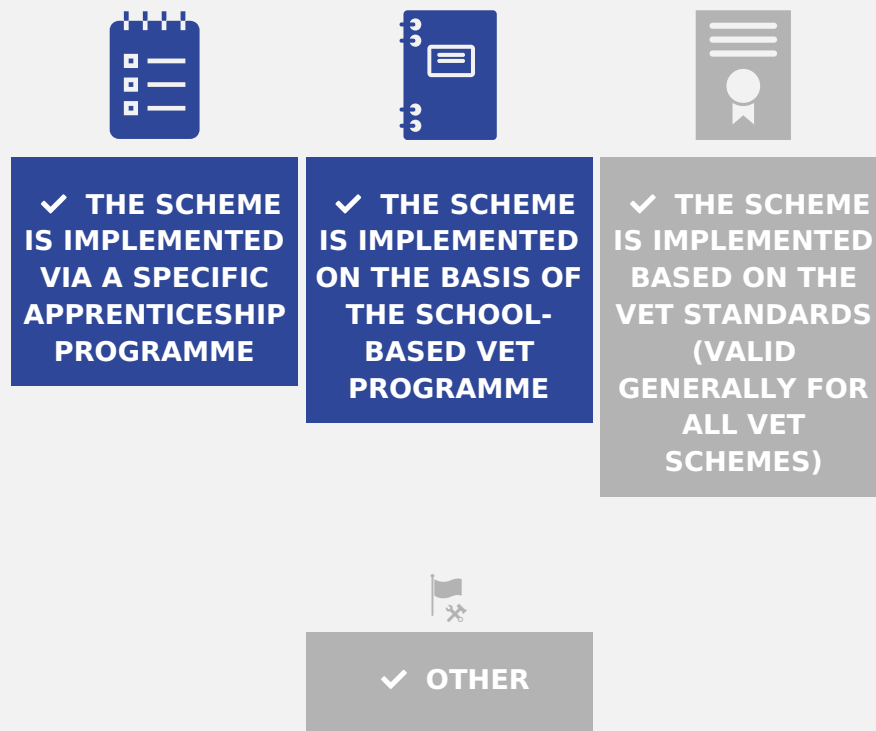 THE SCHEME
IS IMPLEMENTED
VIA A SPECIFIC
APPRENTICESHIP
PROGRAMME
THE SCHEME
IS IMPLEMENTED
ON THE BASIS OF
THE SCHOOL-
BASED VET
PROGRAMME
THE SCHEME
IS IMPLEMENTED
BASED ON THE
VET STANDARDS
(VALID
GENERALLY FOR
ALL VET
SCHEMES)
OTHER